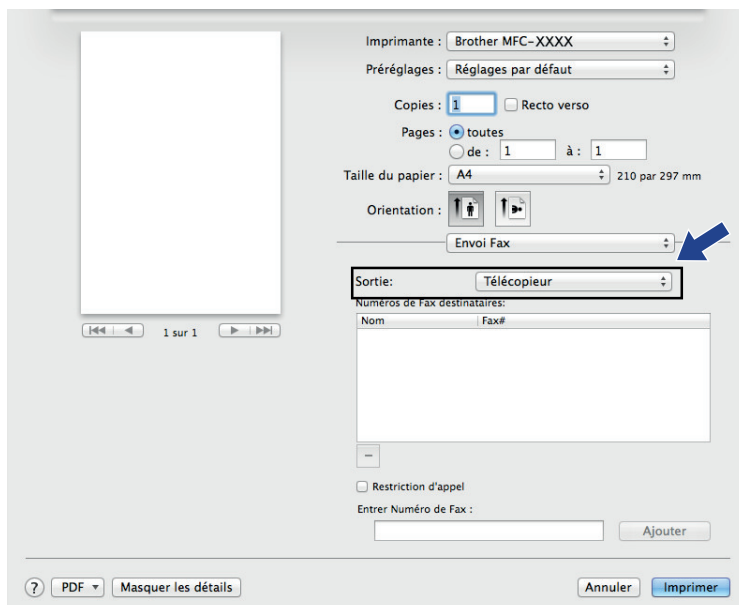 Imprimante : Brother MFC-XXXX
Préréglages : Réglages par défaut
Copies : 1 Recto verso
Pages : toutes
de : 1 à : 1
Taille du papier : A4 210 par 297 mm
Orientation :
Envoi Fax
Sortie: Télécopieur
Numéros de Fax destinataires:
Nom Fax#
1 sur 1
Restriction d'appel
Entrer Numéro de Fax :
Ajouter
? PDF Masquer les détails Annuler Imprimer